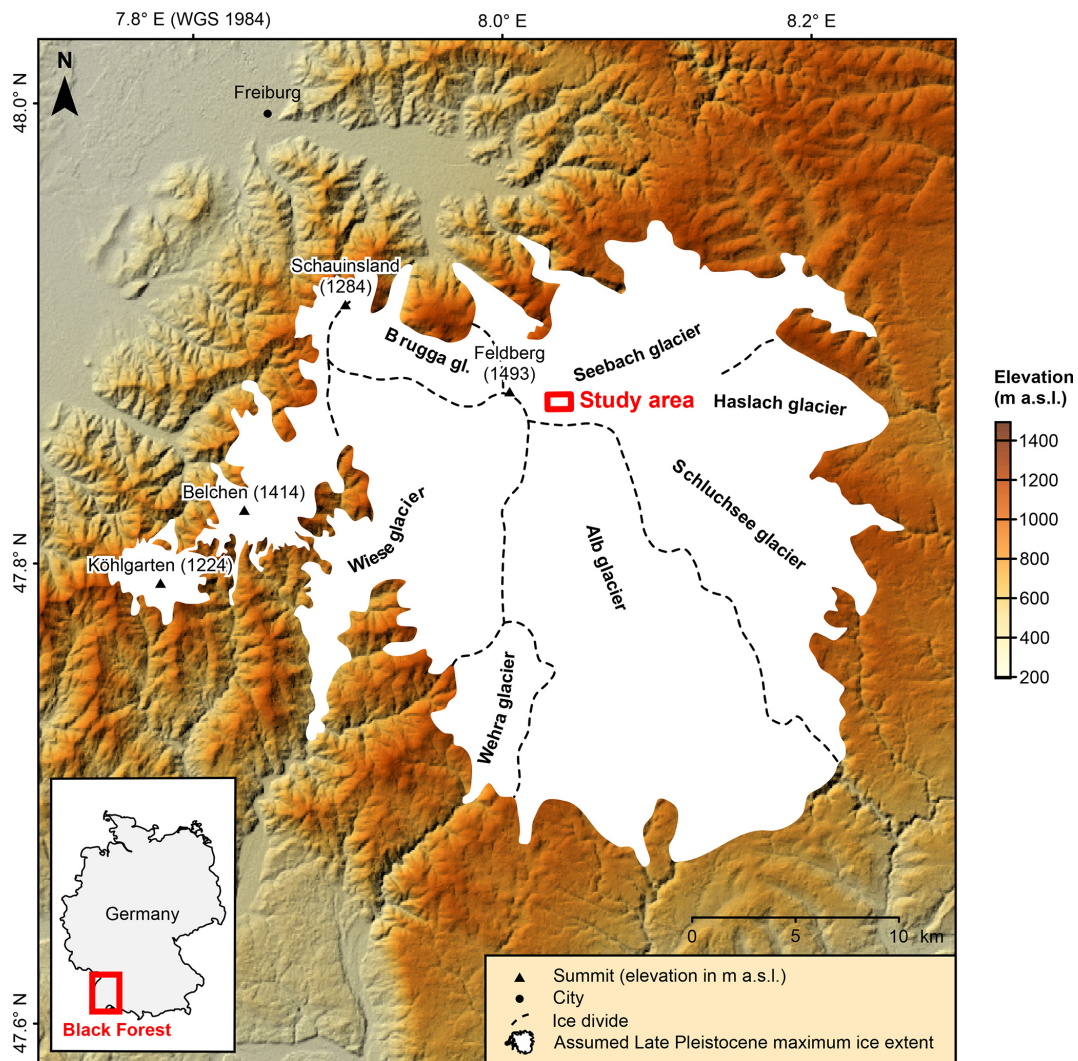 7.8° E (WGS 1984)
8.0° E
8.2° E
48.0° N
47.8° N
47.6° N
N
Freiburg
Schauinsland
(1284)
Brugga gl.
Feldberg
(1493)
Seebach glacier
Study area
Haslach glacier
Schluchsee glacier
Belchen (1414)
Wiese glacier
Alb glacier
Köhlgarten (1224)
Wehra glacier
Elevation
(m a.s.l.)
1400
1200
1000
800
600
400
200
Germany
Black Forest
0
5
10
km
Summit (elevation in m a.s.l.)
City
Ice divide
Assumed Late Pleistocene maximum ice extent